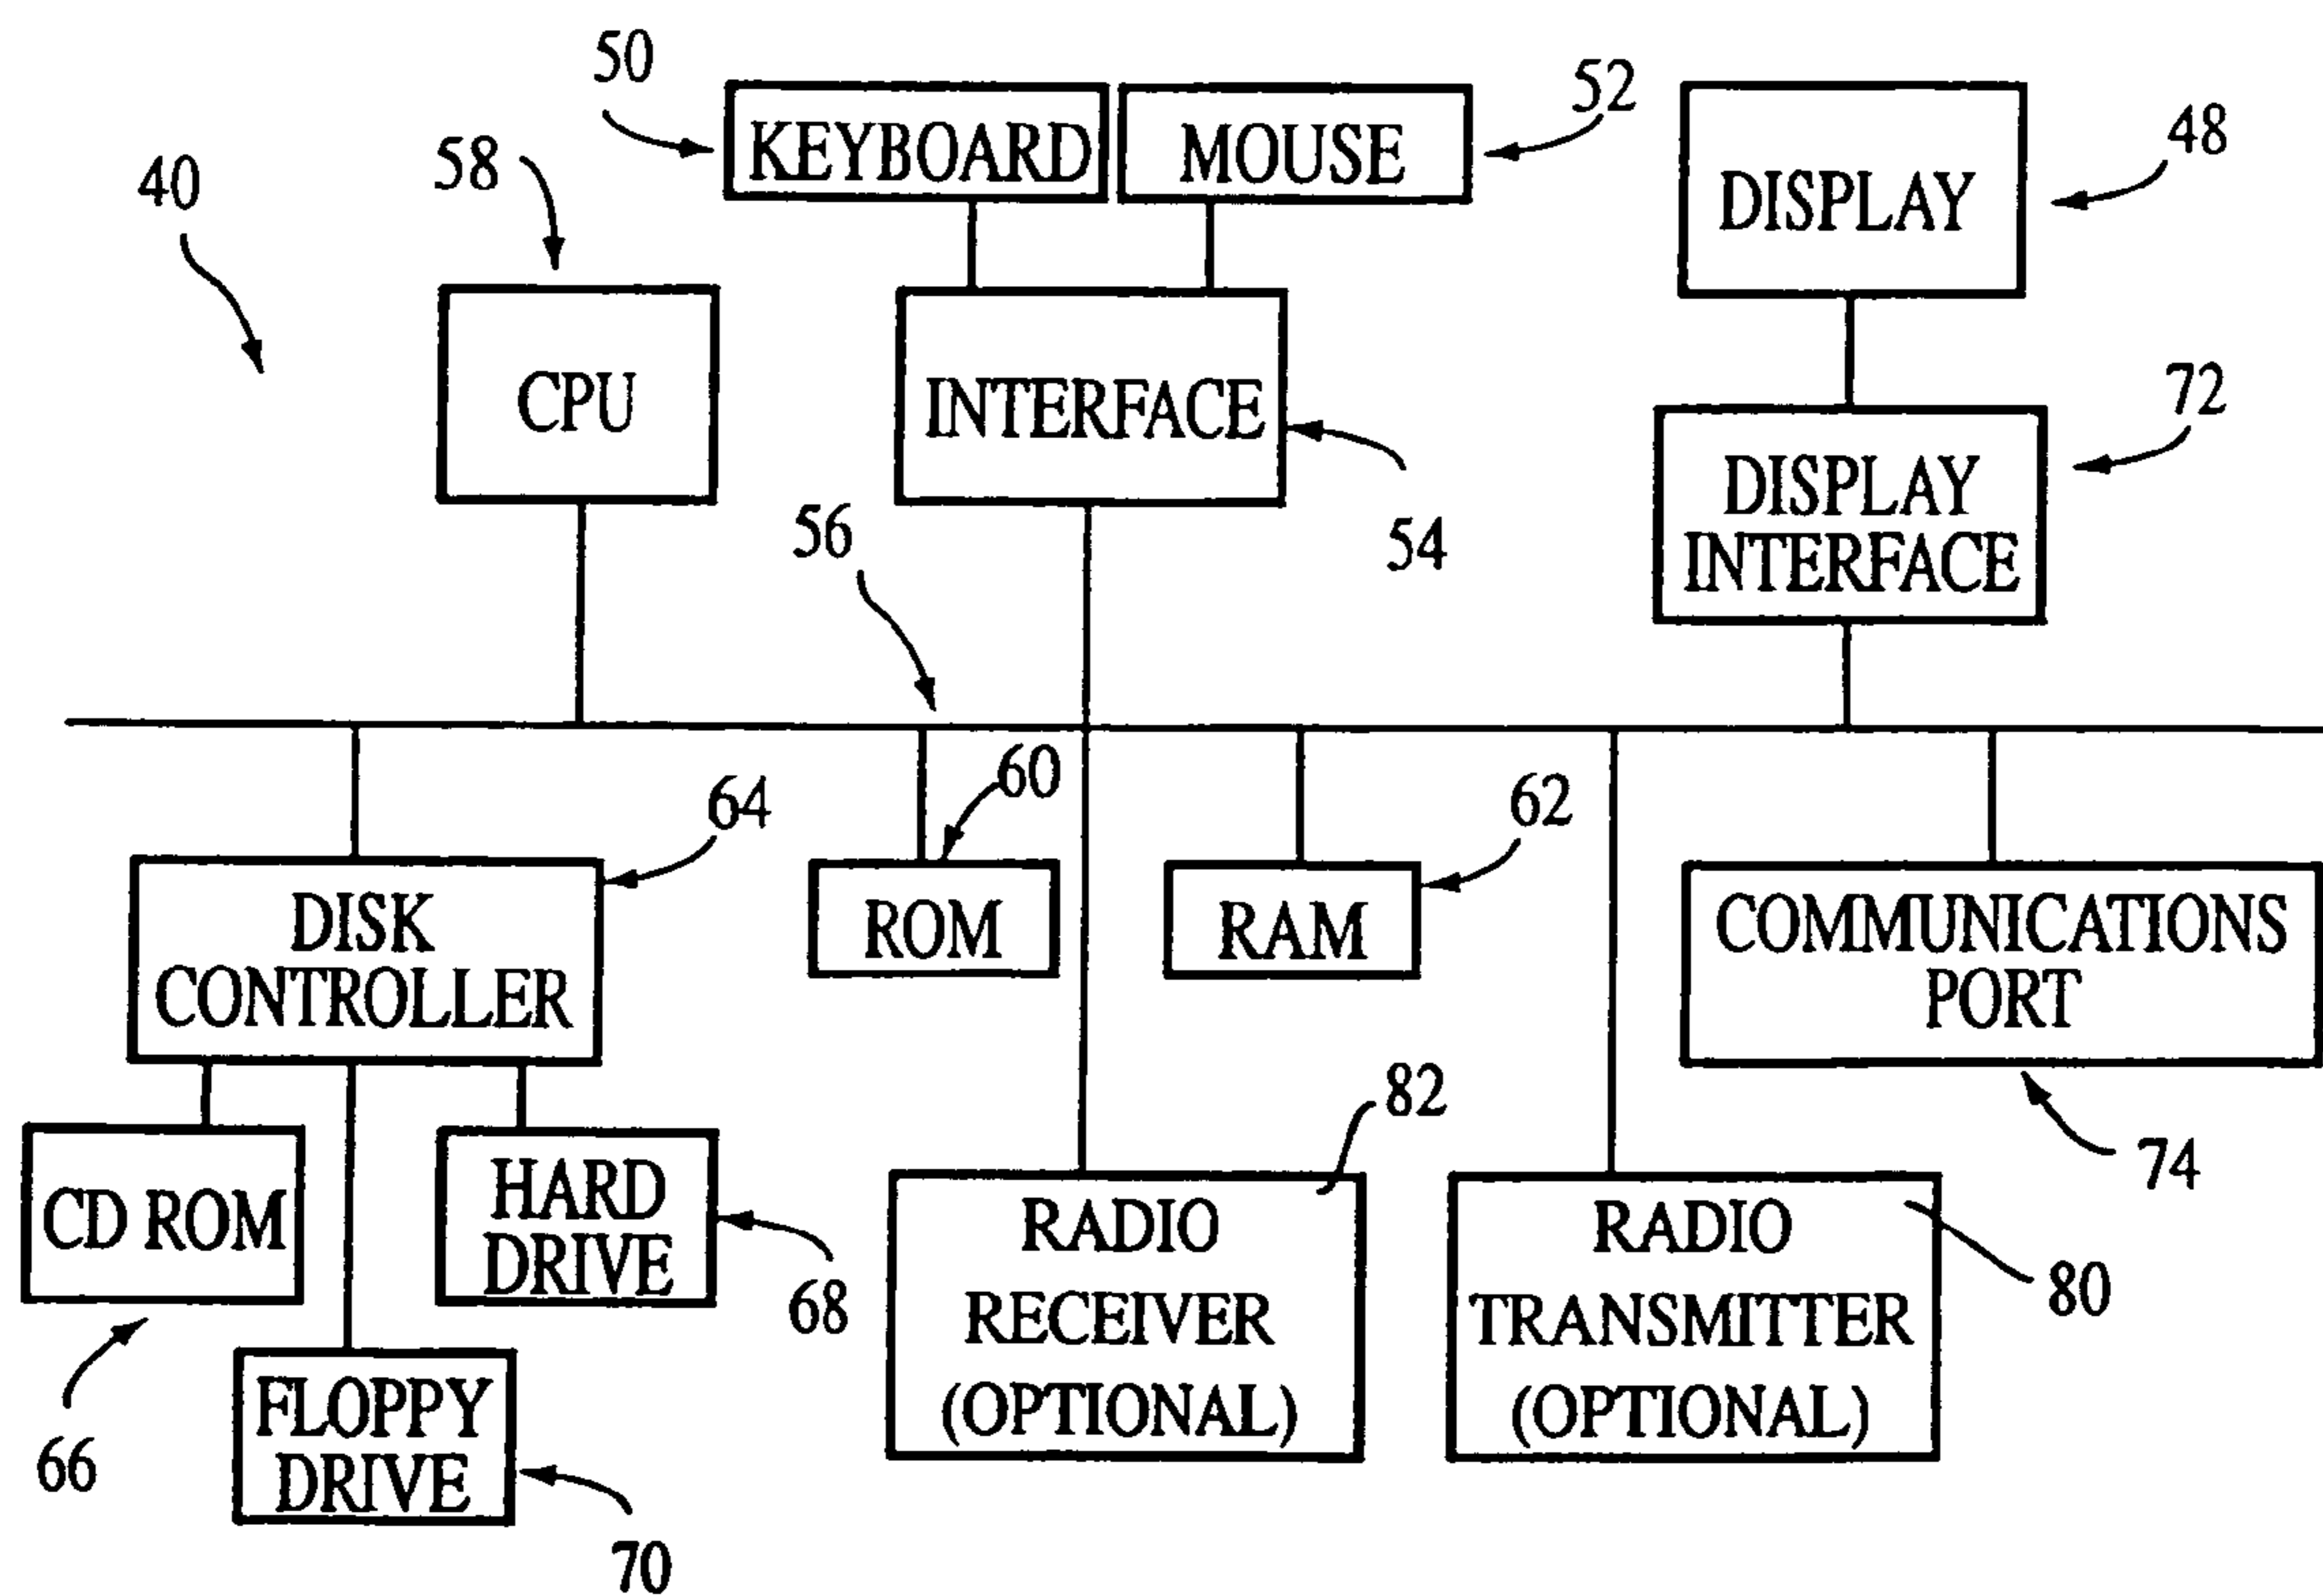 50
KEYBOARD
MOUSE
52
DISPLAY
48
40
58
CPU
INTERFACE
54
DISPLAY
INTERFACE
72
56
64
DISK
CONTROLLER
60
ROM
62
RAM
COMMUNICATIONS
PORT
74
CD ROM
66
HARD
DRIVE
68
FLOPPY
DRIVE
70
82
RADIO
RECEIVER
(OPTIONAL)
RADIO
TRANSMITTER
(OPTIONAL)
80